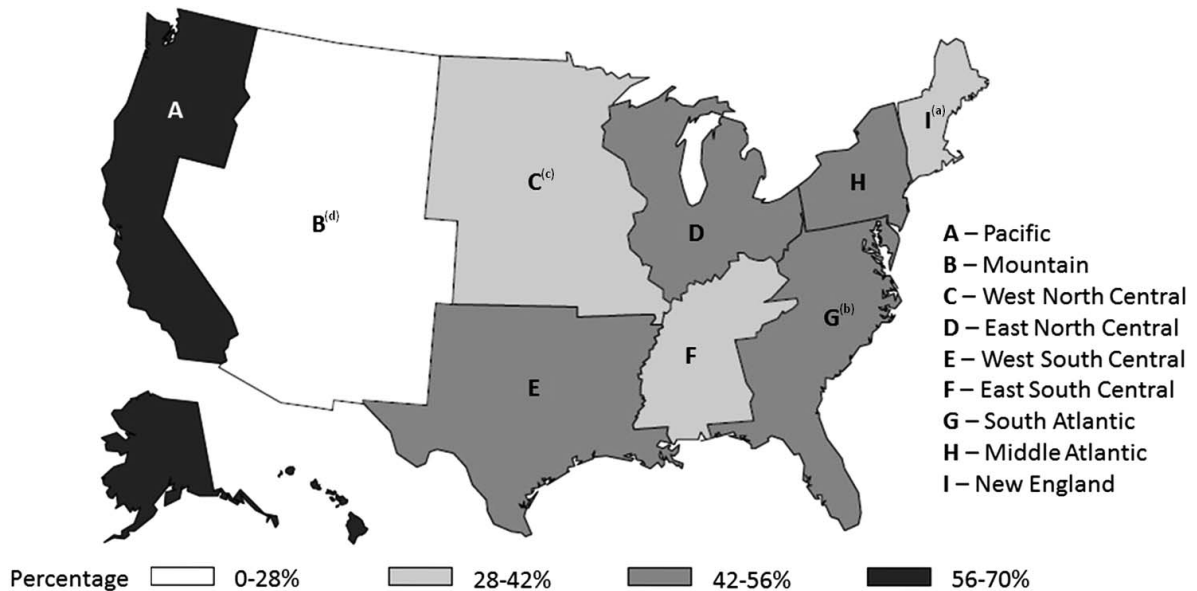 A
B(d)
C(c)
D
E
F
G(b)
H
I(a)
A – Pacific
B – Mountain
C – West North Central
D – East North Central
E – West South Central
F – East South Central
G – South Atlantic
H – Middle Atlantic
I – New England
Percentage 0-28% 28-42% 42-56% 56-70%